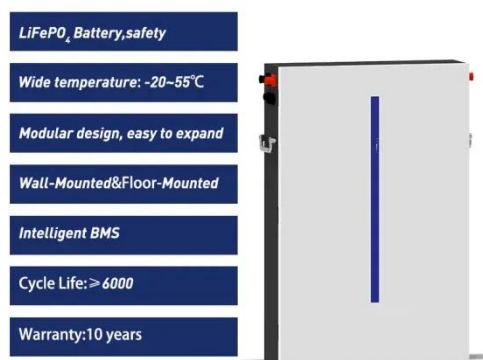 LiFePO₄ Battery,safety
Wide temperature: -20~55℃
Modular design, easy to expand
Wall-Mounted&Floor-Mounted
Intelligent BMS
Cycle Life:≥6000
Warranty:10 years